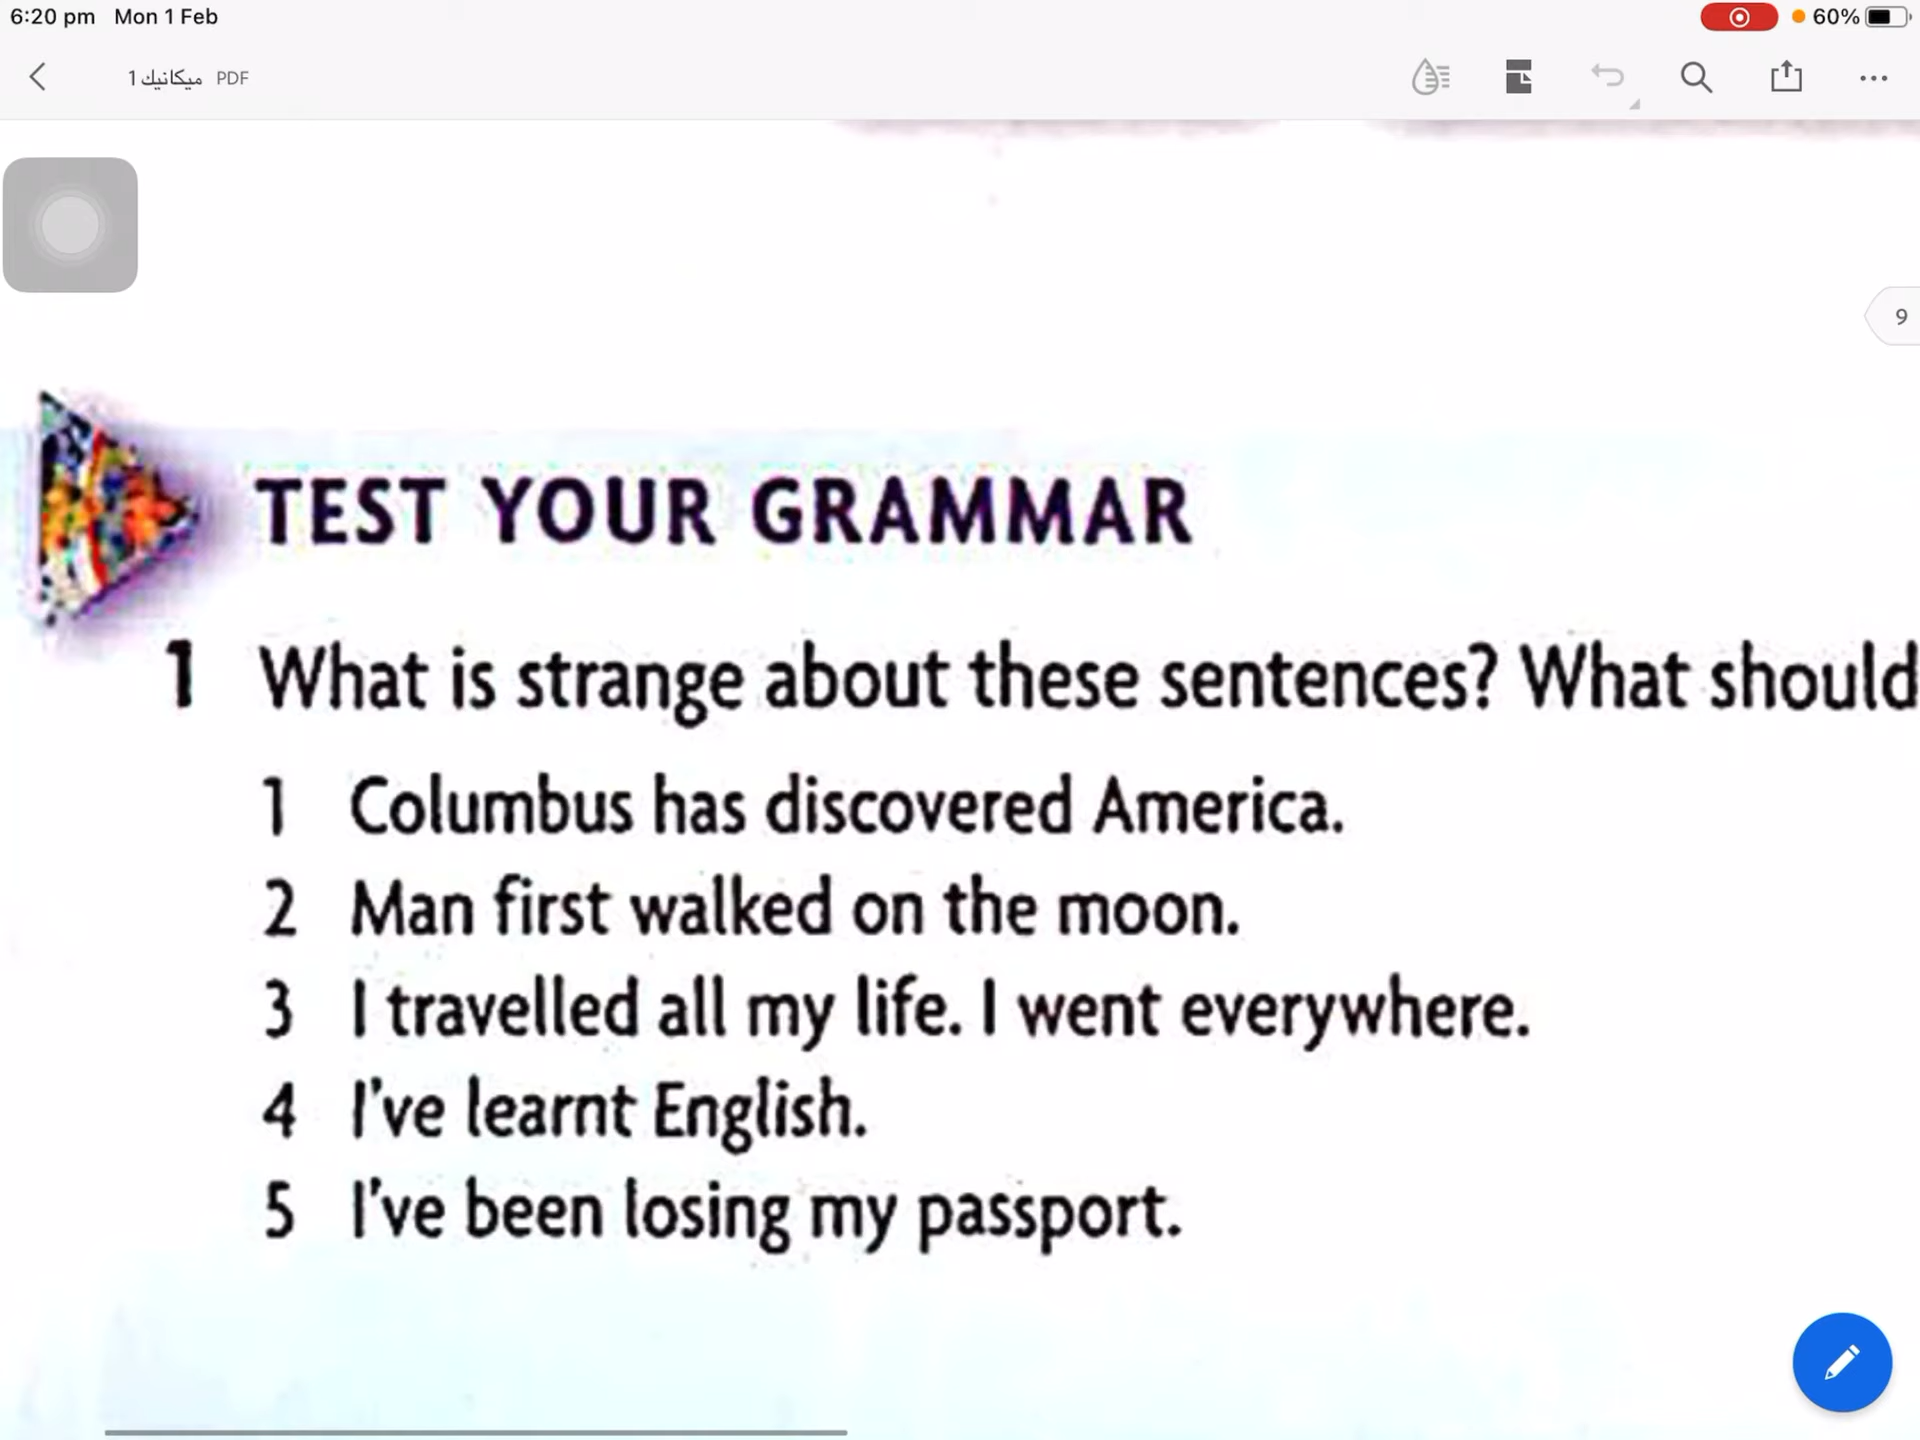 6:20 pm Mon 1 Feb 60%
ميكانيك 1 PDF
9
TEST YOUR GRAMMAR
1 What is strange about these sentences? What should
1 Columbus has discovered America.
2 Man first walked on the moon.
3 I travelled all my life. I went everywhere.
4 I've learnt English.
5 I've been losing my passport.